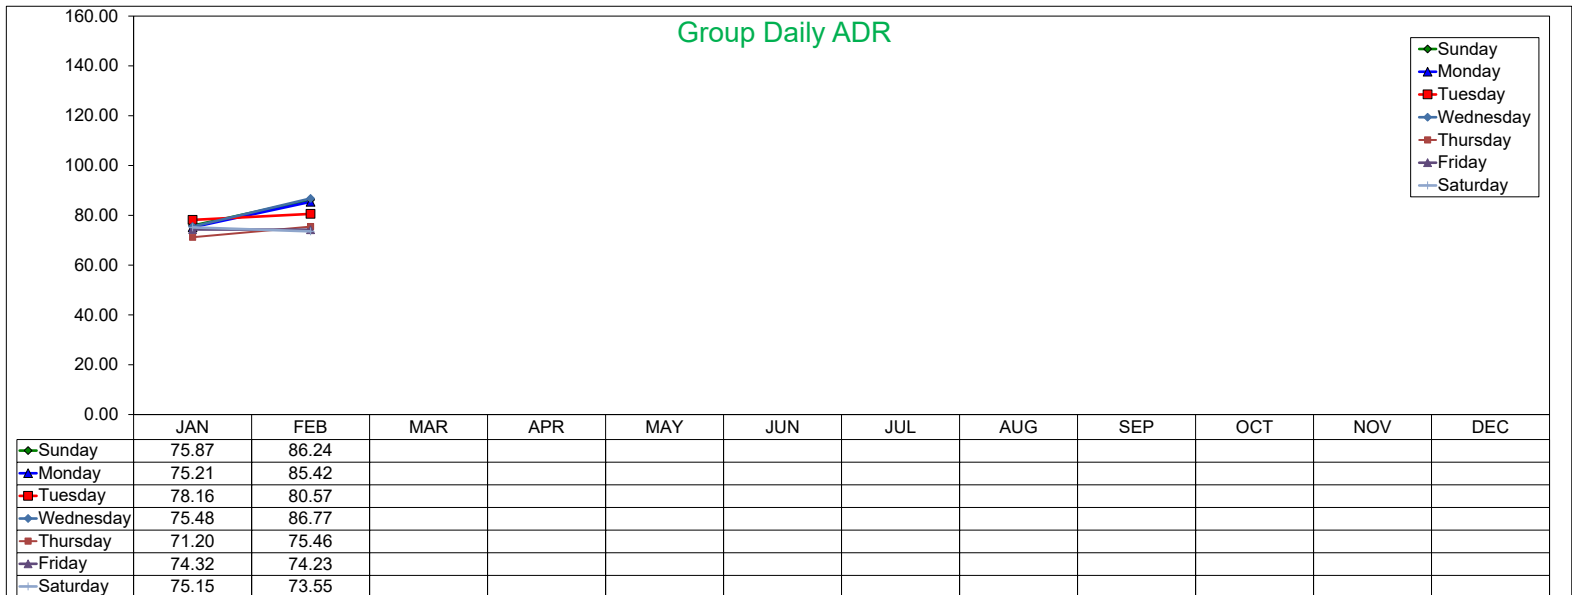 Group Daily ADR
160.00
140.00
120.00
100.00
80.00
60.00
40.00
20.00
0.00
Sunday
Monday
Tuesday
Wednesday
Thursday
Friday
Saturday
JAN FEB MAR APR MAY JUN JUL AUG SEP OCT NOV DEC
Sunday 75.87 86.24
Monday 75.21 85.42
Tuesday 78.16 80.57
Wednesday 75.48 86.77
Thursday 71.20 75.46
Friday 74.32 74.23
Saturday 75.15 73.55